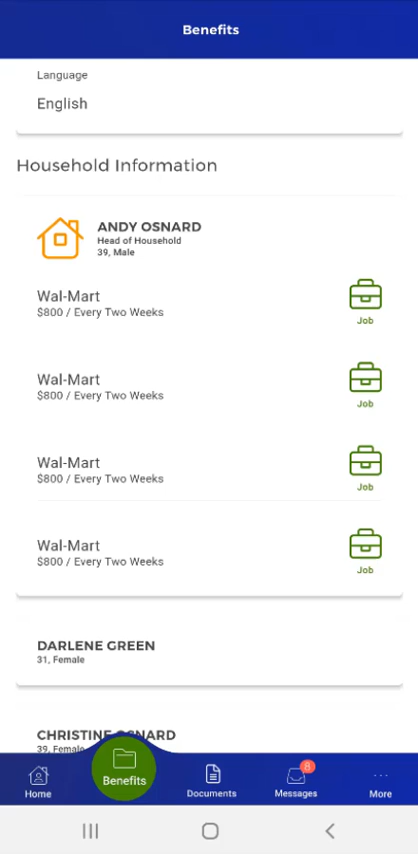 Benefits
Language
English
Household Information
ANDY OSNARD
Head of Household
39, Male
Wal-Mart
$800 / Every Two Weeks
Job
Wal-Mart
$800 / Every Two Weeks
Job
Wal-Mart
$800 / Every Two Weeks
Job
Wal-Mart
$800 / Every Two Weeks
Job
DARLENE GREEN
31, Female
CHRISTINE OSNARD
39, Female
Home
Benefits
Documents
8
Messages
More